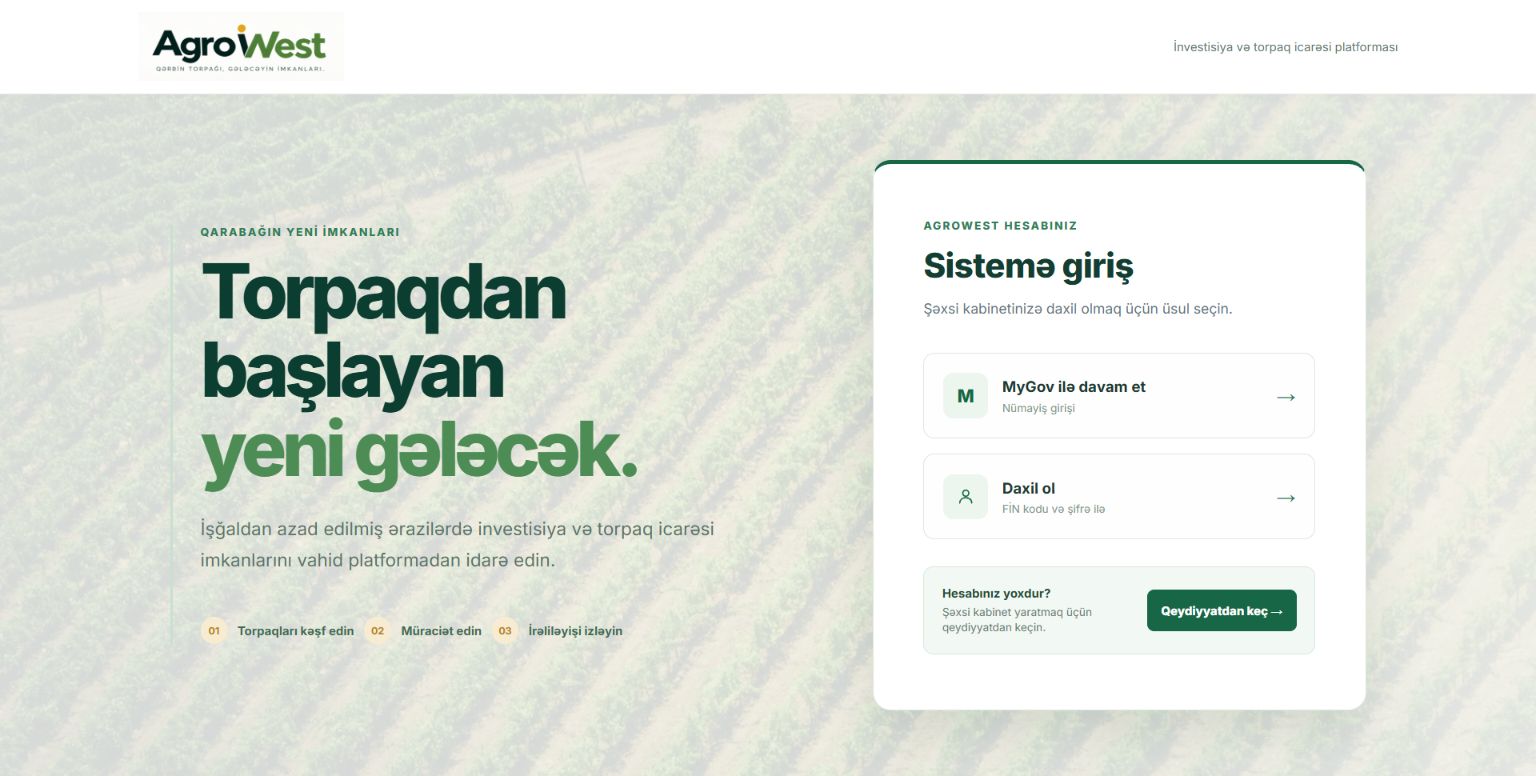 AgroWest
QƏRBİN TORPAĞI, GƏLƏCƏYİN İMKANLARI.
İnvestisiya və torpaq icarəsi platforması
QARABAĞIN YENİ İMKANLARI
Torpaqdan
başlayan
yeni gələcək.
İşğaldan azad edilmiş ərazilərdə investisiya və torpaq icarəsi
imkanlarını vahid platformadan idarə edin.
01 Torpaqları kəşf edin 02 Müraciət edin 03 İrəliləyişi izləyin
AGROWEST HESABINIZ
Sistemə giriş
Şəxsi kabinetinizə daxil olmaq üçün üsul seçin.
M
MyGov ilə davam et
Nümayiş girişi
→
Daxil ol
FİN kodu və şifrə ilə
→
Hesabınız yoxdur?
Şəxsi kabinet yaratmaq üçün
qeydiyyatdan keçin.
Qeydiyyatdan keç →